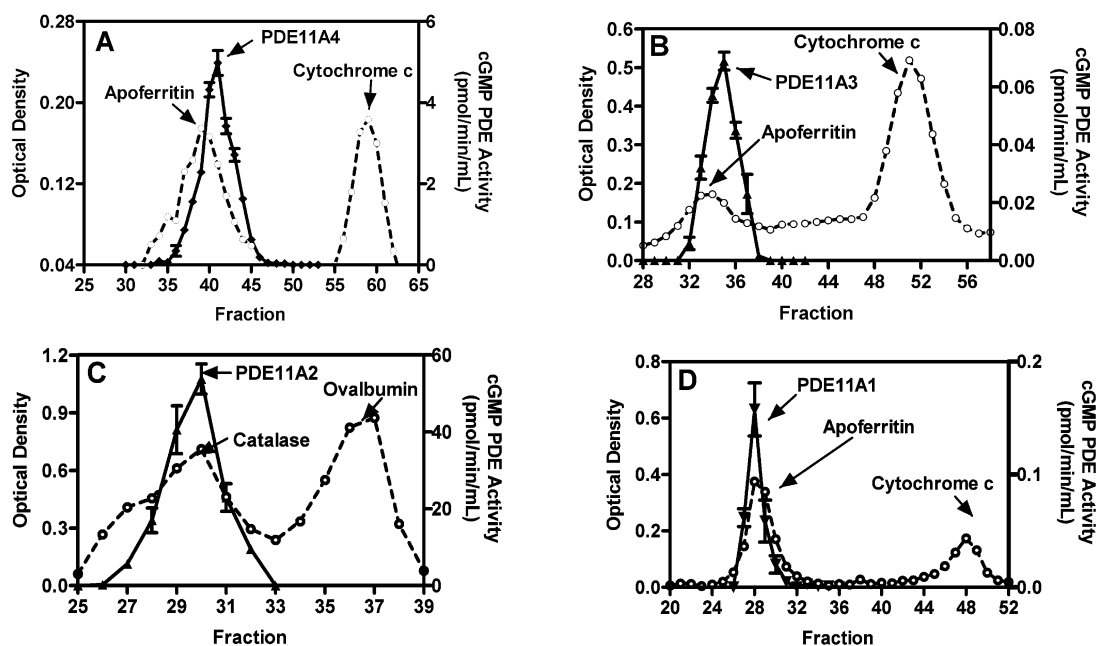 A
0.28
0.20
0.12
0.04
Optical Density
6
4
2
0
cGMP PDE Activity
(pmol/min/mL)
PDE11A4
Cytochrome c
Apoferritin
25 30 35 40 45 50 55 60 65
Fraction
B
0.6
0.5
0.4
0.3
0.2
0.1
0.0
Optical Density
0.08
0.06
0.04
0.02
0.00
cGMP PDE Activity
(pmol/min/mL)
Cytochrome c
PDE11A3
Apoferritin
28 32 36 40 44 48 52 56
Fraction
C
1.2
0.9
0.6
0.3
0.0
Optical Density
60
40
20
0
cGMP PDE Activity
(pmol/min/mL)
PDE11A2
Ovalbumin
Catalase
25 27 29 31 33 35 37 39
Fraction
D
0.8
0.6
0.4
0.2
0.0
Optical Density
0.2
0.1
0.0
cGMP PDE Activity
(pmol/min/mL)
PDE11A1
Apoferritin
Cytochrome c
20 24 28 32 36 40 44 48 52
Fraction